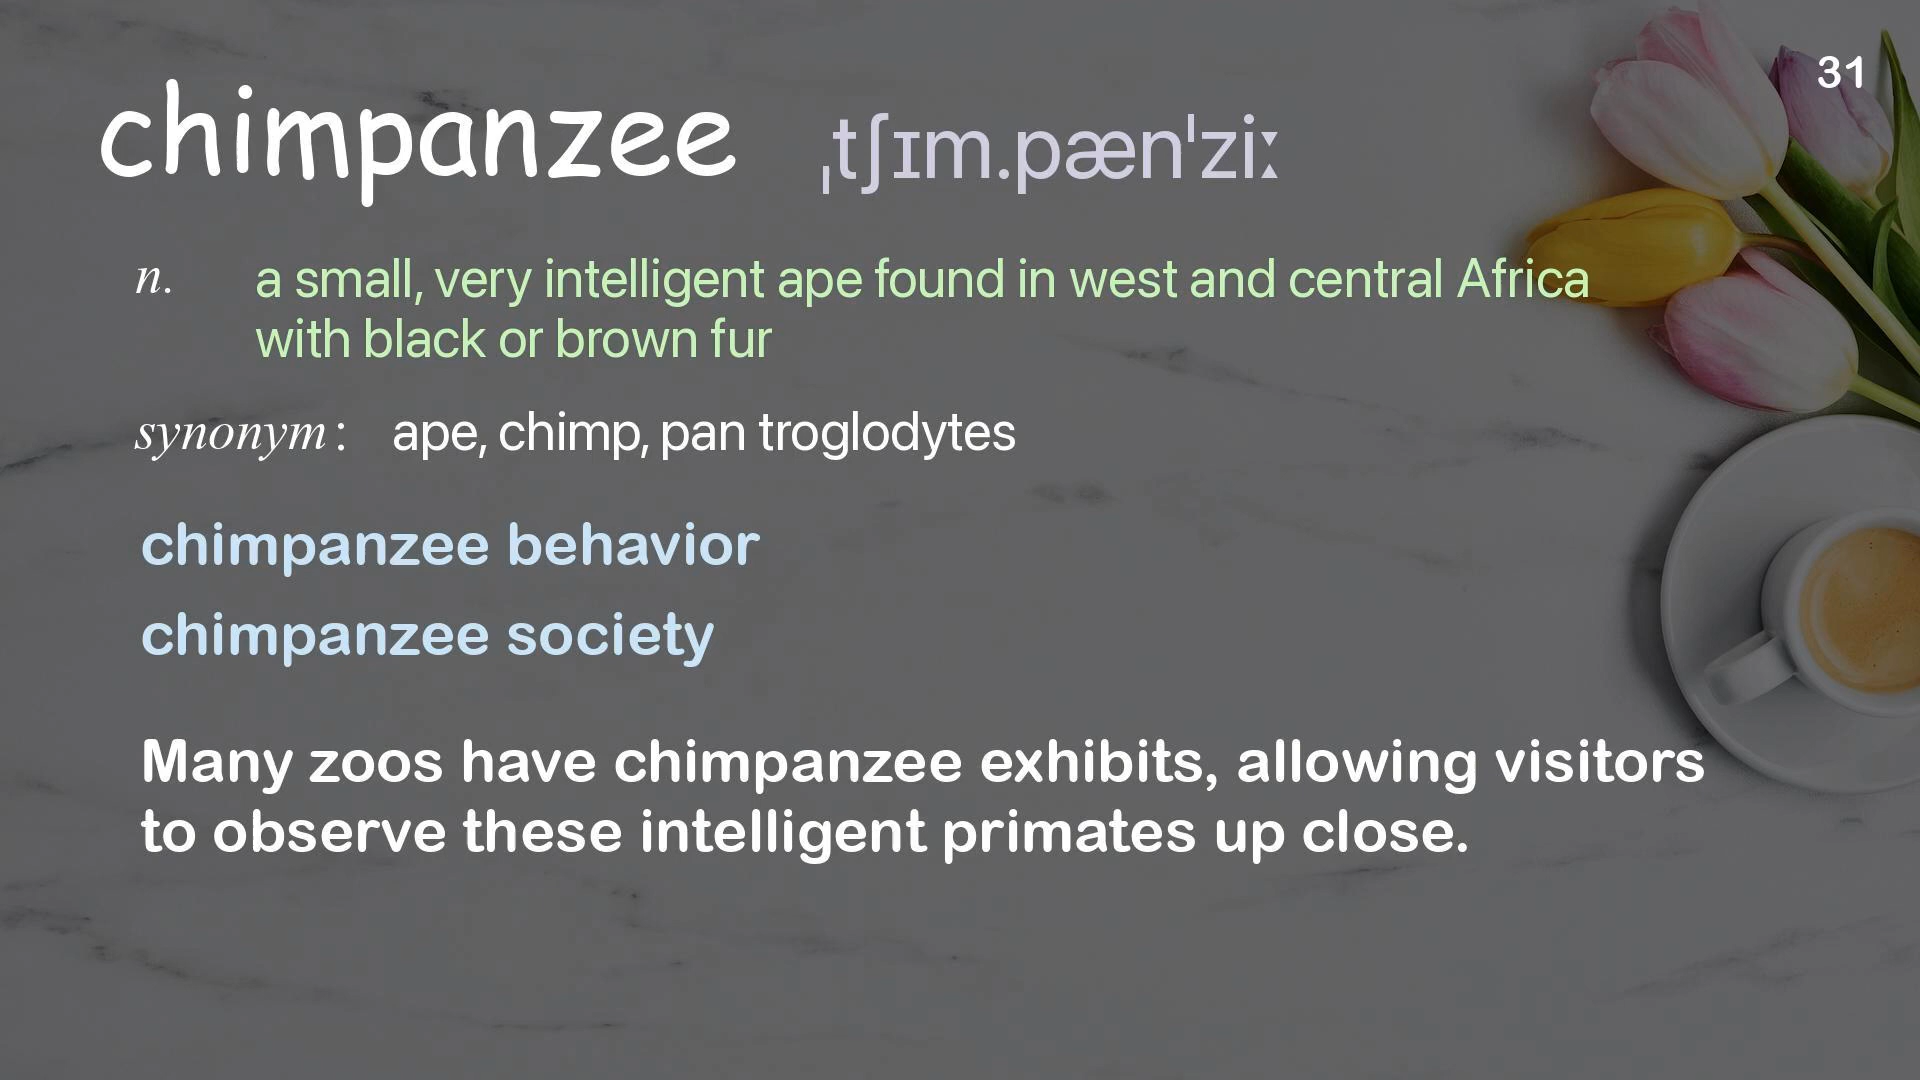 31
chimpanzee ˌtʃɪm.pænˈziː
n. a small, very intelligent ape found in west and central Africa
with black or brown fur
synonym: ape, chimp, pan troglodytes
chimpanzee behavior
chimpanzee society
Many zoos have chimpanzee exhibits, allowing visitors
to observe these intelligent primates up close.